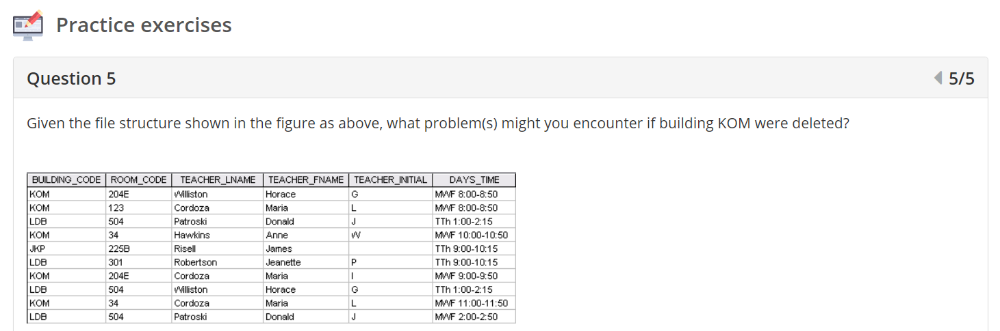 Practice exercises
Question 5 5/5
Given the file structure shown in the figure as above, what problem(s) might you encounter if building KOM were deleted?
BUILDING_CODE ROOM_CODE TEACHER_LNAME TEACHER_FNAME TEACHER_INITIAL DAYS_TIME
KOM 204E Williston Horace G MWF 8:00-8:50
KOM 123 Cordoza Maria L MWF 8:00-8:50
LDB 504 Patroski Donald J TTh 1:00-2:15
KOM 34 Hawkins Anne W MWF 10:00-10:50
JKP 225B Risell James TTh 9:00-10:15
LDB 301 Robertson Jeanette P TTh 9:00-10:15
KOM 204E Cordoza Maria I MWF 9:00-9:50
LDB 504 Williston Horace G TTh 1:00-2:15
KOM 34 Cordoza Maria L MWF 11:00-11:50
LDB 504 Patroski Donald J MWF 2:00-2:50